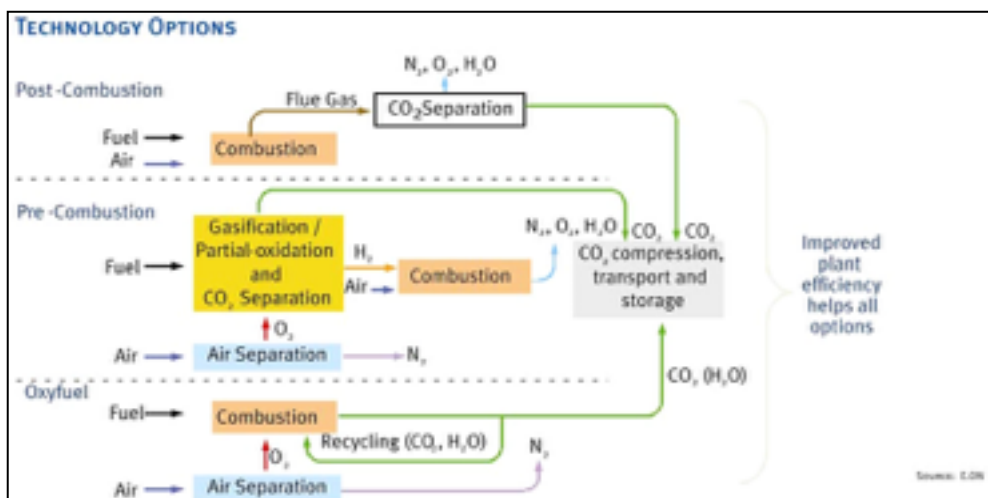 TECHNOLOGY OPTIONS
Post-Combustion
N₂, O₂, H₂O
Flue Gas
CO₂ Separation
Fuel
Air
Combustion
Pre-Combustion
Gasification /
Partial-oxidation
and
CO₂ Separation
Fuel
H₂
Air
Combustion
N₂, O₂, H₂O
CO₂
CO₂
CO₂ compression,
transport and
storage
O₂
Air
Air Separation
N₂
Improved
plant
efficiency
helps all
options
Oxyfuel
Fuel
Combustion
CO₂ (H₂O)
Recycling (CO₂, H₂O)
O₂
N₂
Air
Air Separation
Source: E.ON